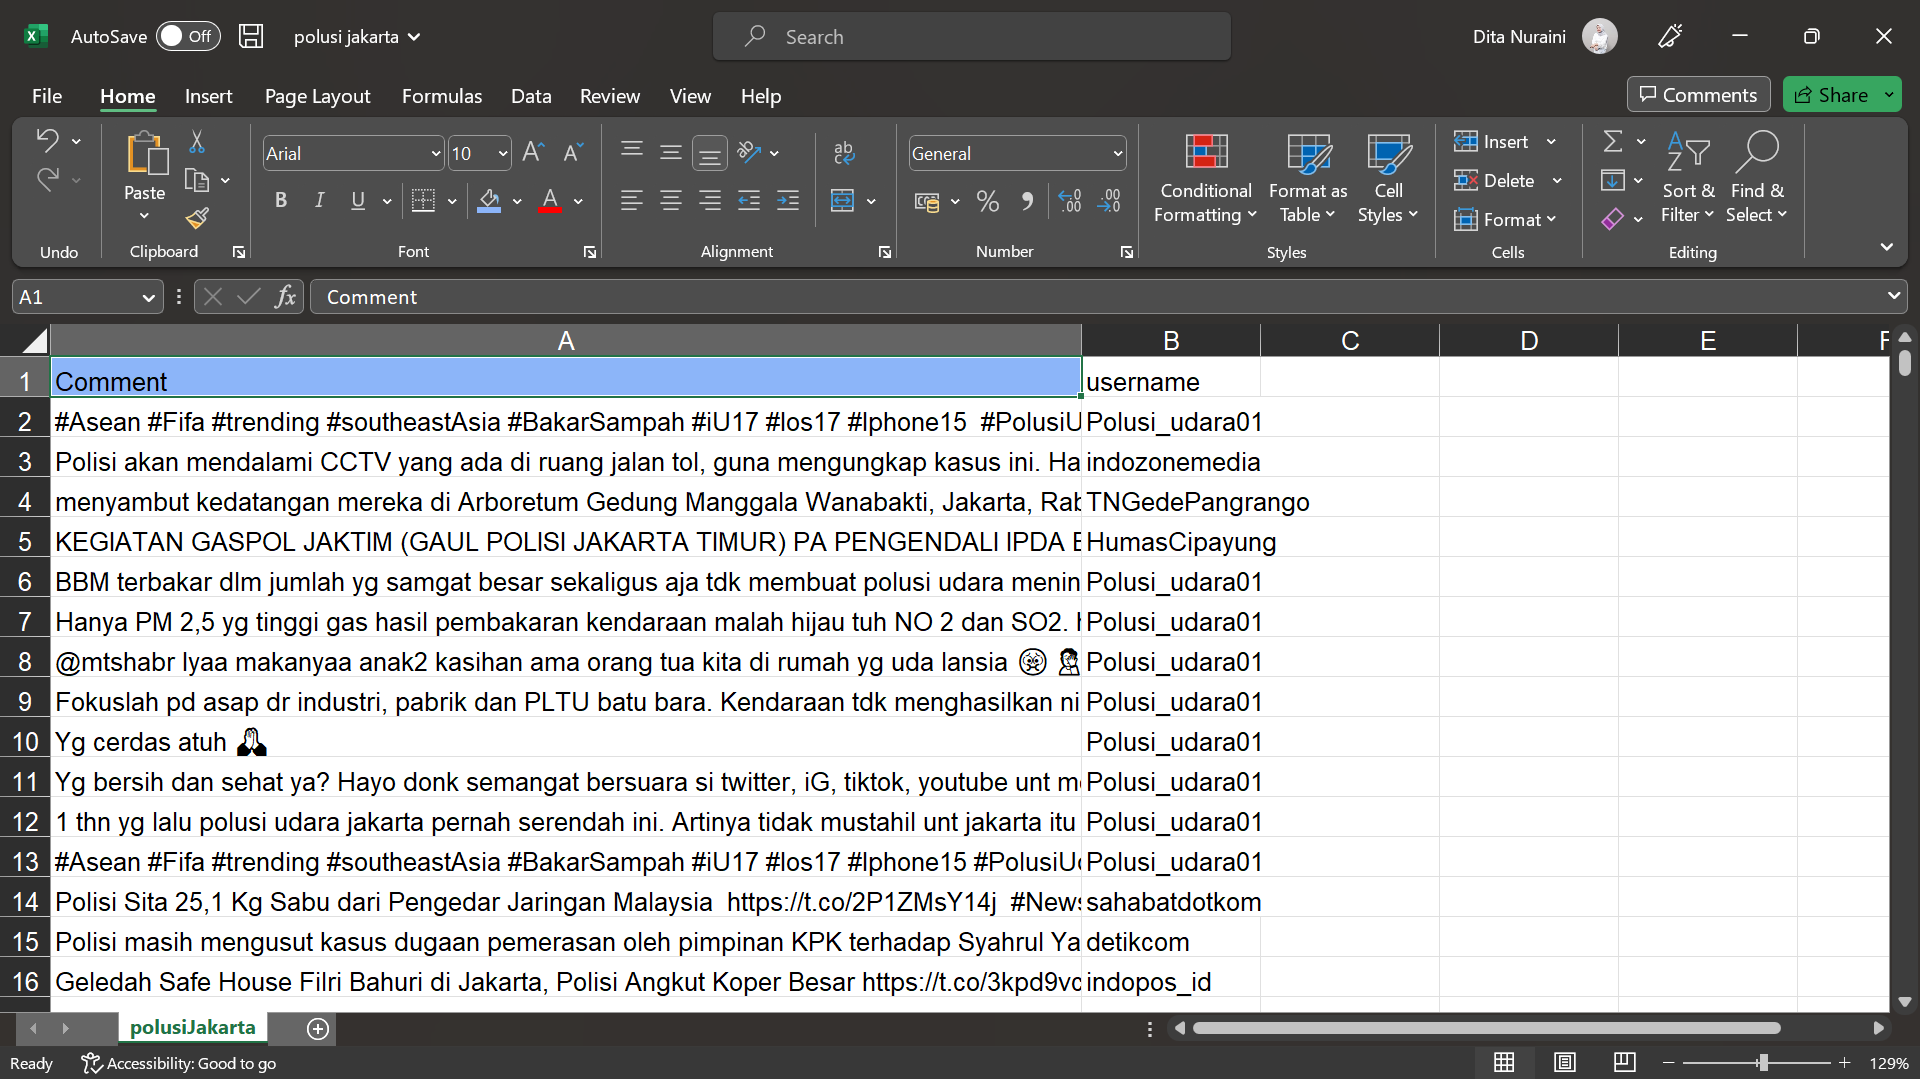 AutoSave Off polusi jakarta Search Dita Nuraini
File Home Insert Page Layout Formulas Data Review View Help Comments Share
Paste Arial 10 General Conditional Formatting Format as Table Cell Styles Insert Delete Format Sort & Filter Find & Select
Undo Clipboard Font Alignment Number Styles Cells Editing
A1 fx Comment
A B C D E F
1 Comment username
2 #Asean #Fifa #trending #southeastAsia #BakarSampah #iU17 #Ios17 #Iphone15 #PolusiU Polusi_udara01
3 Polisi akan mendalami CCTV yang ada di ruang jalan tol, guna mengungkap kasus ini. Ha indozonemedia
4 menyambut kedatangan mereka di Arboretum Gedung Manggala Wanabakti, Jakarta, Rab TNGedePangrango
5 KEGIATAN GASPOL JAKTIM (GAUL POLISI JAKARTA TIMUR) PA PENGENDALI IPDA E HumasCipayung
6 BBM terbakar dlm jumlah yg samgat besar sekaligus aja tdk membuat polusi udara menin Polusi_udara01
7 Hanya PM 2,5 yg tinggi gas hasil pembakaran kendaraan malah hijau tuh NO 2 dan SO2. Polusi_udara01
8 @mtshabr Iyaa makanyaa anak2 kasihan ama orang tua kita di rumah yg uda lansia Polusi_udara01
9 Fokuslah pd asap dr industri, pabrik dan PLTU batu bara. Kendaraan tdk menghasilkan ni Polusi_udara01
10 Yg cerdas atuh 🙏 Polusi_udara01
11 Yg bersih dan sehat ya? Hayo donk semangat bersuara si twitter, iG, tiktok, youtube unt m Polusi_udara01
12 1 thn yg lalu polusi udara jakarta pernah serendah ini. Artinya tidak mustahil unt jakarta itu Polusi_udara01
13 #Asean #Fifa #trending #southeastAsia #BakarSampah #iU17 #Ios17 #Iphone15 #PolusiU Polusi_udara01
14 Polisi Sita 25,1 Kg Sabu dari Pengedar Jaringan Malaysia https://t.co/2P1ZMsY14j #News sahabatdotkom
15 Polisi masih mengusut kasus dugaan pemerasan oleh pimpinan KPK terhadap Syahrul Ya detikcom
16 Geledah Safe House Filri Bahuri di Jakarta, Polisi Angkut Koper Besar https://t.co/3kpd9vc indopos_id
polusiJakarta
Ready Accessibility: Good to go 129%